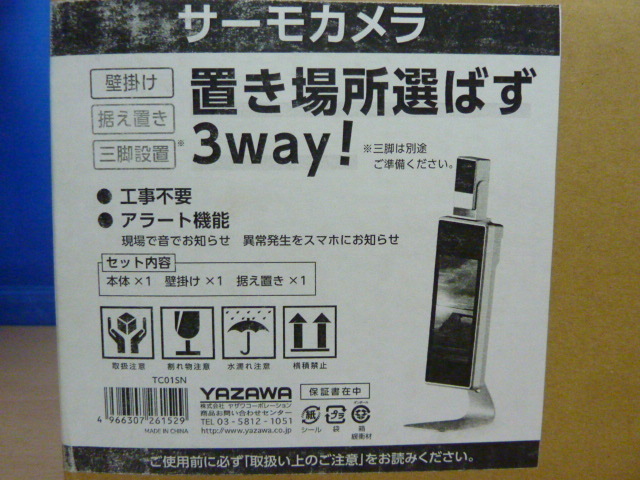 サーモカメラ
壁掛け
据え置き
三脚設置
※
置き場所選ばず
3way!
※三脚は別途
ご準備ください。
● 工事不要
● アラート機能
現場で音でお知らせ 異常発生をスマホにお知らせ
セット内容
本体×1 壁掛け×1 据え置き×1
取扱注意
割れ物注意
水濡れ注意
横積禁止
TC01SN
4 966307 261529
MADE IN CHINA
YAZAWA
株式会社 ヤザワコーポレーション
商品お問い合わせセンター
TEL 03-5812-1051
http://www.yazawa.co.jp
保証書在中
紙
シール
プラ
袋
ダンボール
箱
緩衝材
ご使用前に必ず「取扱い上のご注意」をお読みください。